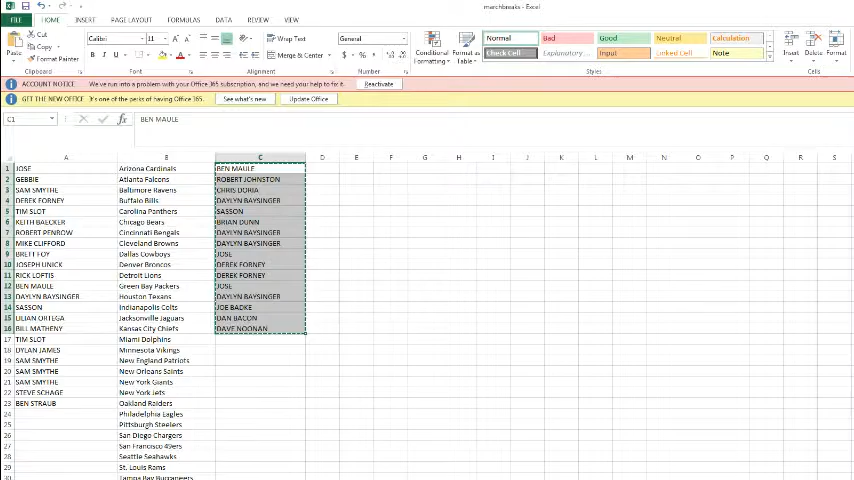 marchbreaks - Excel
FILE HOME INSERT PAGE LAYOUT FORMULAS DATA REVIEW VIEW
Cut
Copy
Format Painter
Paste
Clipboard
Calibri 11
B I U
Font
Wrap Text
Merge & Center
Alignment
General
$ % ,
Number
Conditional Formatting
Format as Table
Normal Bad Good Neutral Calculation
Check Cell Explanatory... Input Linked Cell Note
Styles
Insert Delete Format
Cells
ACCOUNT NOTICE We've run into a problem with your Office 365 subscription, and we need your help to fix it. Reactivate
GET THE NEW OFFICE It's one of the perks of having Office 365. See what's new Update Office
C1 fx BEN MAULE
A B C D E F G H I J K L M N O P Q R S
1 JOSE Arizona Cardinals BEN MAULE
2 GEBBIE Atlanta Falcons ROBERT JOHNSTON
3 SAM SMYTHE Baltimore Ravens CHRIS DORIA
4 DEREK FORNEY Buffalo Bills DAYLYN BAYSINGER
5 TIM SLOT Carolina Panthers SASSON
6 KEITH BAECKER Chicago Bears BRIAN DUNN
7 ROBERT PENROW Cincinnati Bengals DAYLYN BAYSINGER
8 MIKE CLIFFORD Cleveland Browns DAYLYN BAYSINGER
9 BRETT FOY Dallas Cowboys JOSE
10 JOSEPH UNICK Denver Broncos DEREK FORNEY
11 RICK LOFTIS Detroit Lions DEREK FORNEY
12 BEN MAULE Green Bay Packers JOSE
13 DAYLYN BAYSINGER Houston Texans DAYLYN BAYSINGER
14 SASSON Indianapolis Colts JOE BADKE
15 LILIAN ORTEGA Jacksonville Jaguars DAN BACON
16 BILL MATHENY Kansas City Chiefs DAVE NOONAN
17 TIM SLOT Miami Dolphins
18 DYLAN JAMES Minnesota Vikings
19 SAM SMYTHE New England Patriots
20 SAM SMYTHE New Orleans Saints
21 SAM SMYTHE New York Giants
22 STEVE SCHAGE New York Jets
23 BEN STRAUB Oakland Raiders
24 Philadelphia Eagles
25 Pittsburgh Steelers
26 San Diego Chargers
27 San Francisco 49ers
28 Seattle Seahawks
29 St. Louis Rams
30 Tampa Bay Buccaneers